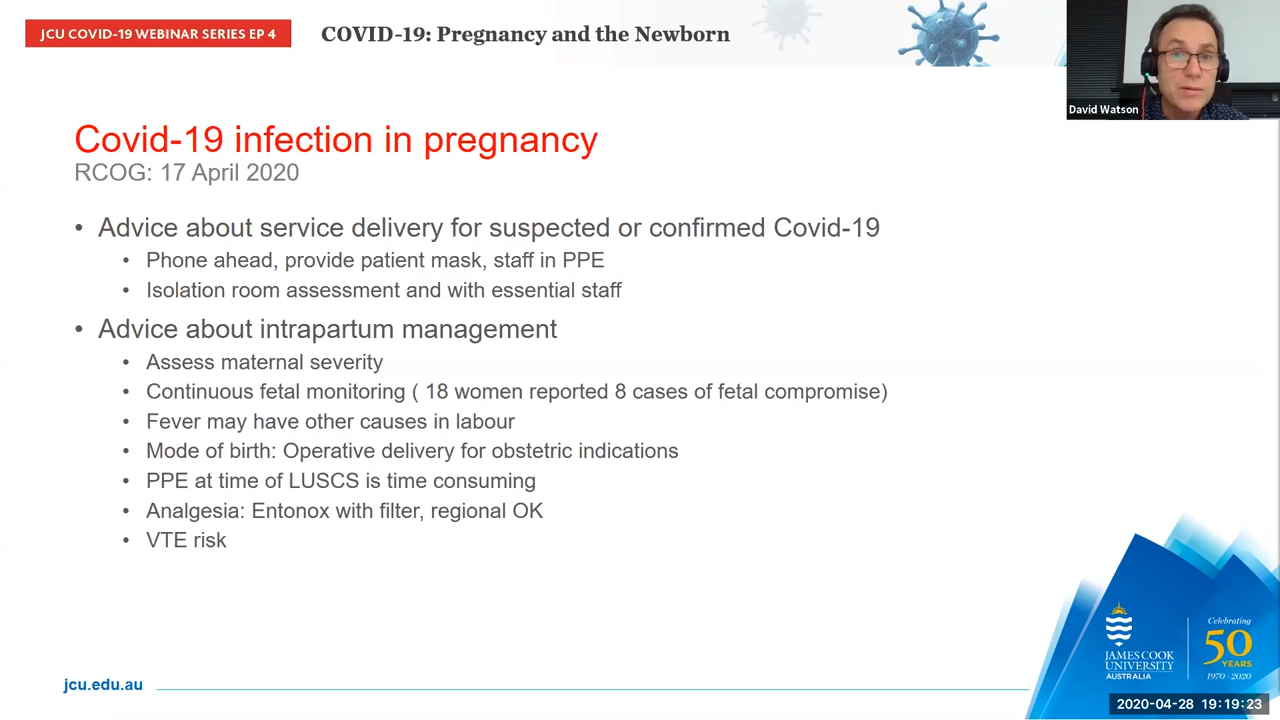 JCU COVID-19 WEBINAR SERIES EP 4
COVID-19: Pregnancy and the Newborn
David Watson
Covid-19 infection in pregnancy
RCOG: 17 April 2020
• Advice about service delivery for suspected or confirmed Covid-19
• Phone ahead, provide patient mask, staff in PPE
• Isolation room assessment and with essential staff
• Advice about intrapartum management
• Assess maternal severity
• Continuous fetal monitoring ( 18 women reported 8 cases of fetal compromise)
• Fever may have other causes in labour
• Mode of birth: Operative delivery for obstetric indications
• PPE at time of LUSCS is time consuming
• Analgesia: Entonox with filter, regional OK
• VTE risk
JAMES COOK
UNIVERSITY
AUSTRALIA
Celebrating
50
YEARS
1970 - 2020
jcu.edu.au
2020-04-28 19:19:23